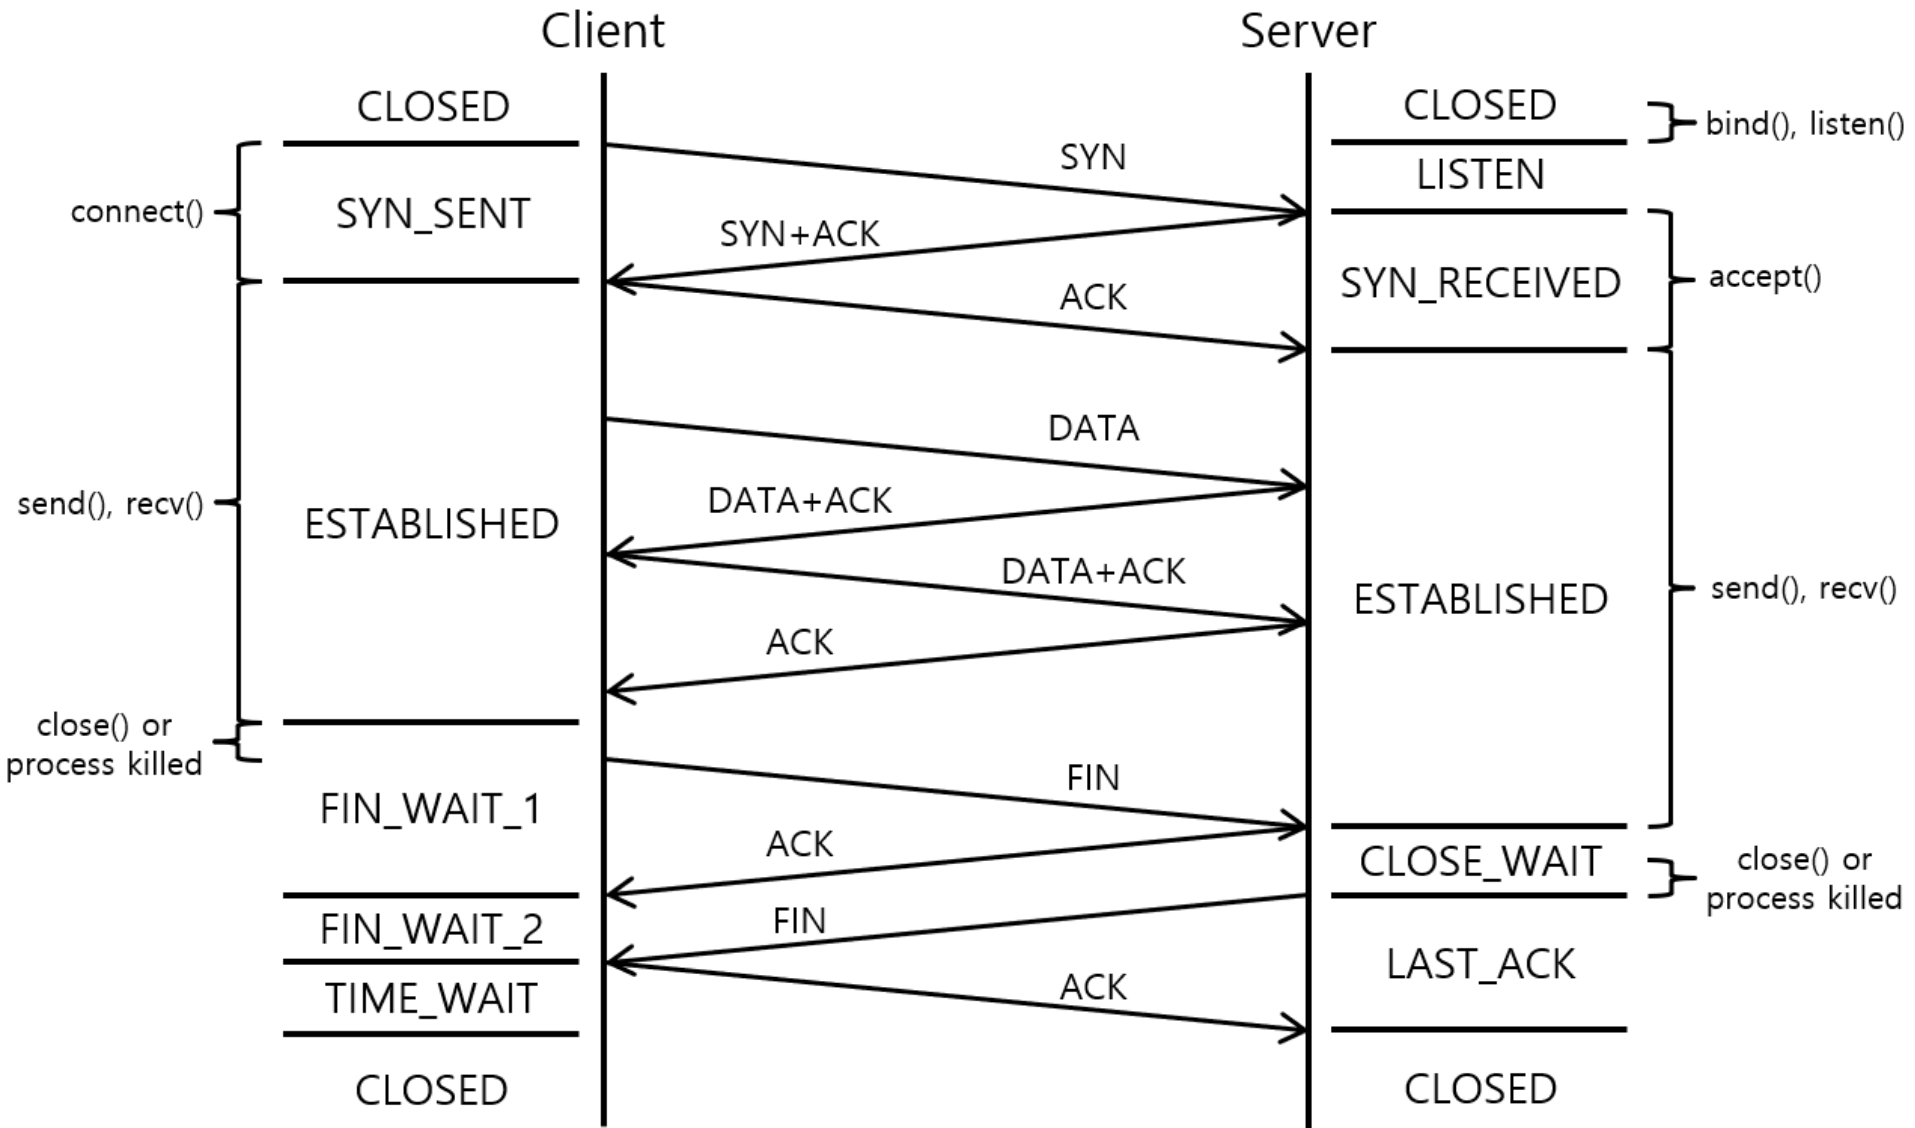 Client
Server
CLOSED
CLOSED
bind(), listen()
SYN
LISTEN
connect()
SYN_SENT
SYN+ACK
SYN_RECEIVED
accept()
ACK
DATA
DATA+ACK
send(), recv()
ESTABLISHED
DATA+ACK
ESTABLISHED
send(), recv()
ACK
close() or
process killed
FIN
FIN_WAIT_1
ACK
CLOSE_WAIT
close() or
process killed
FIN
FIN_WAIT_2
LAST_ACK
TIME_WAIT
ACK
CLOSED
CLOSED